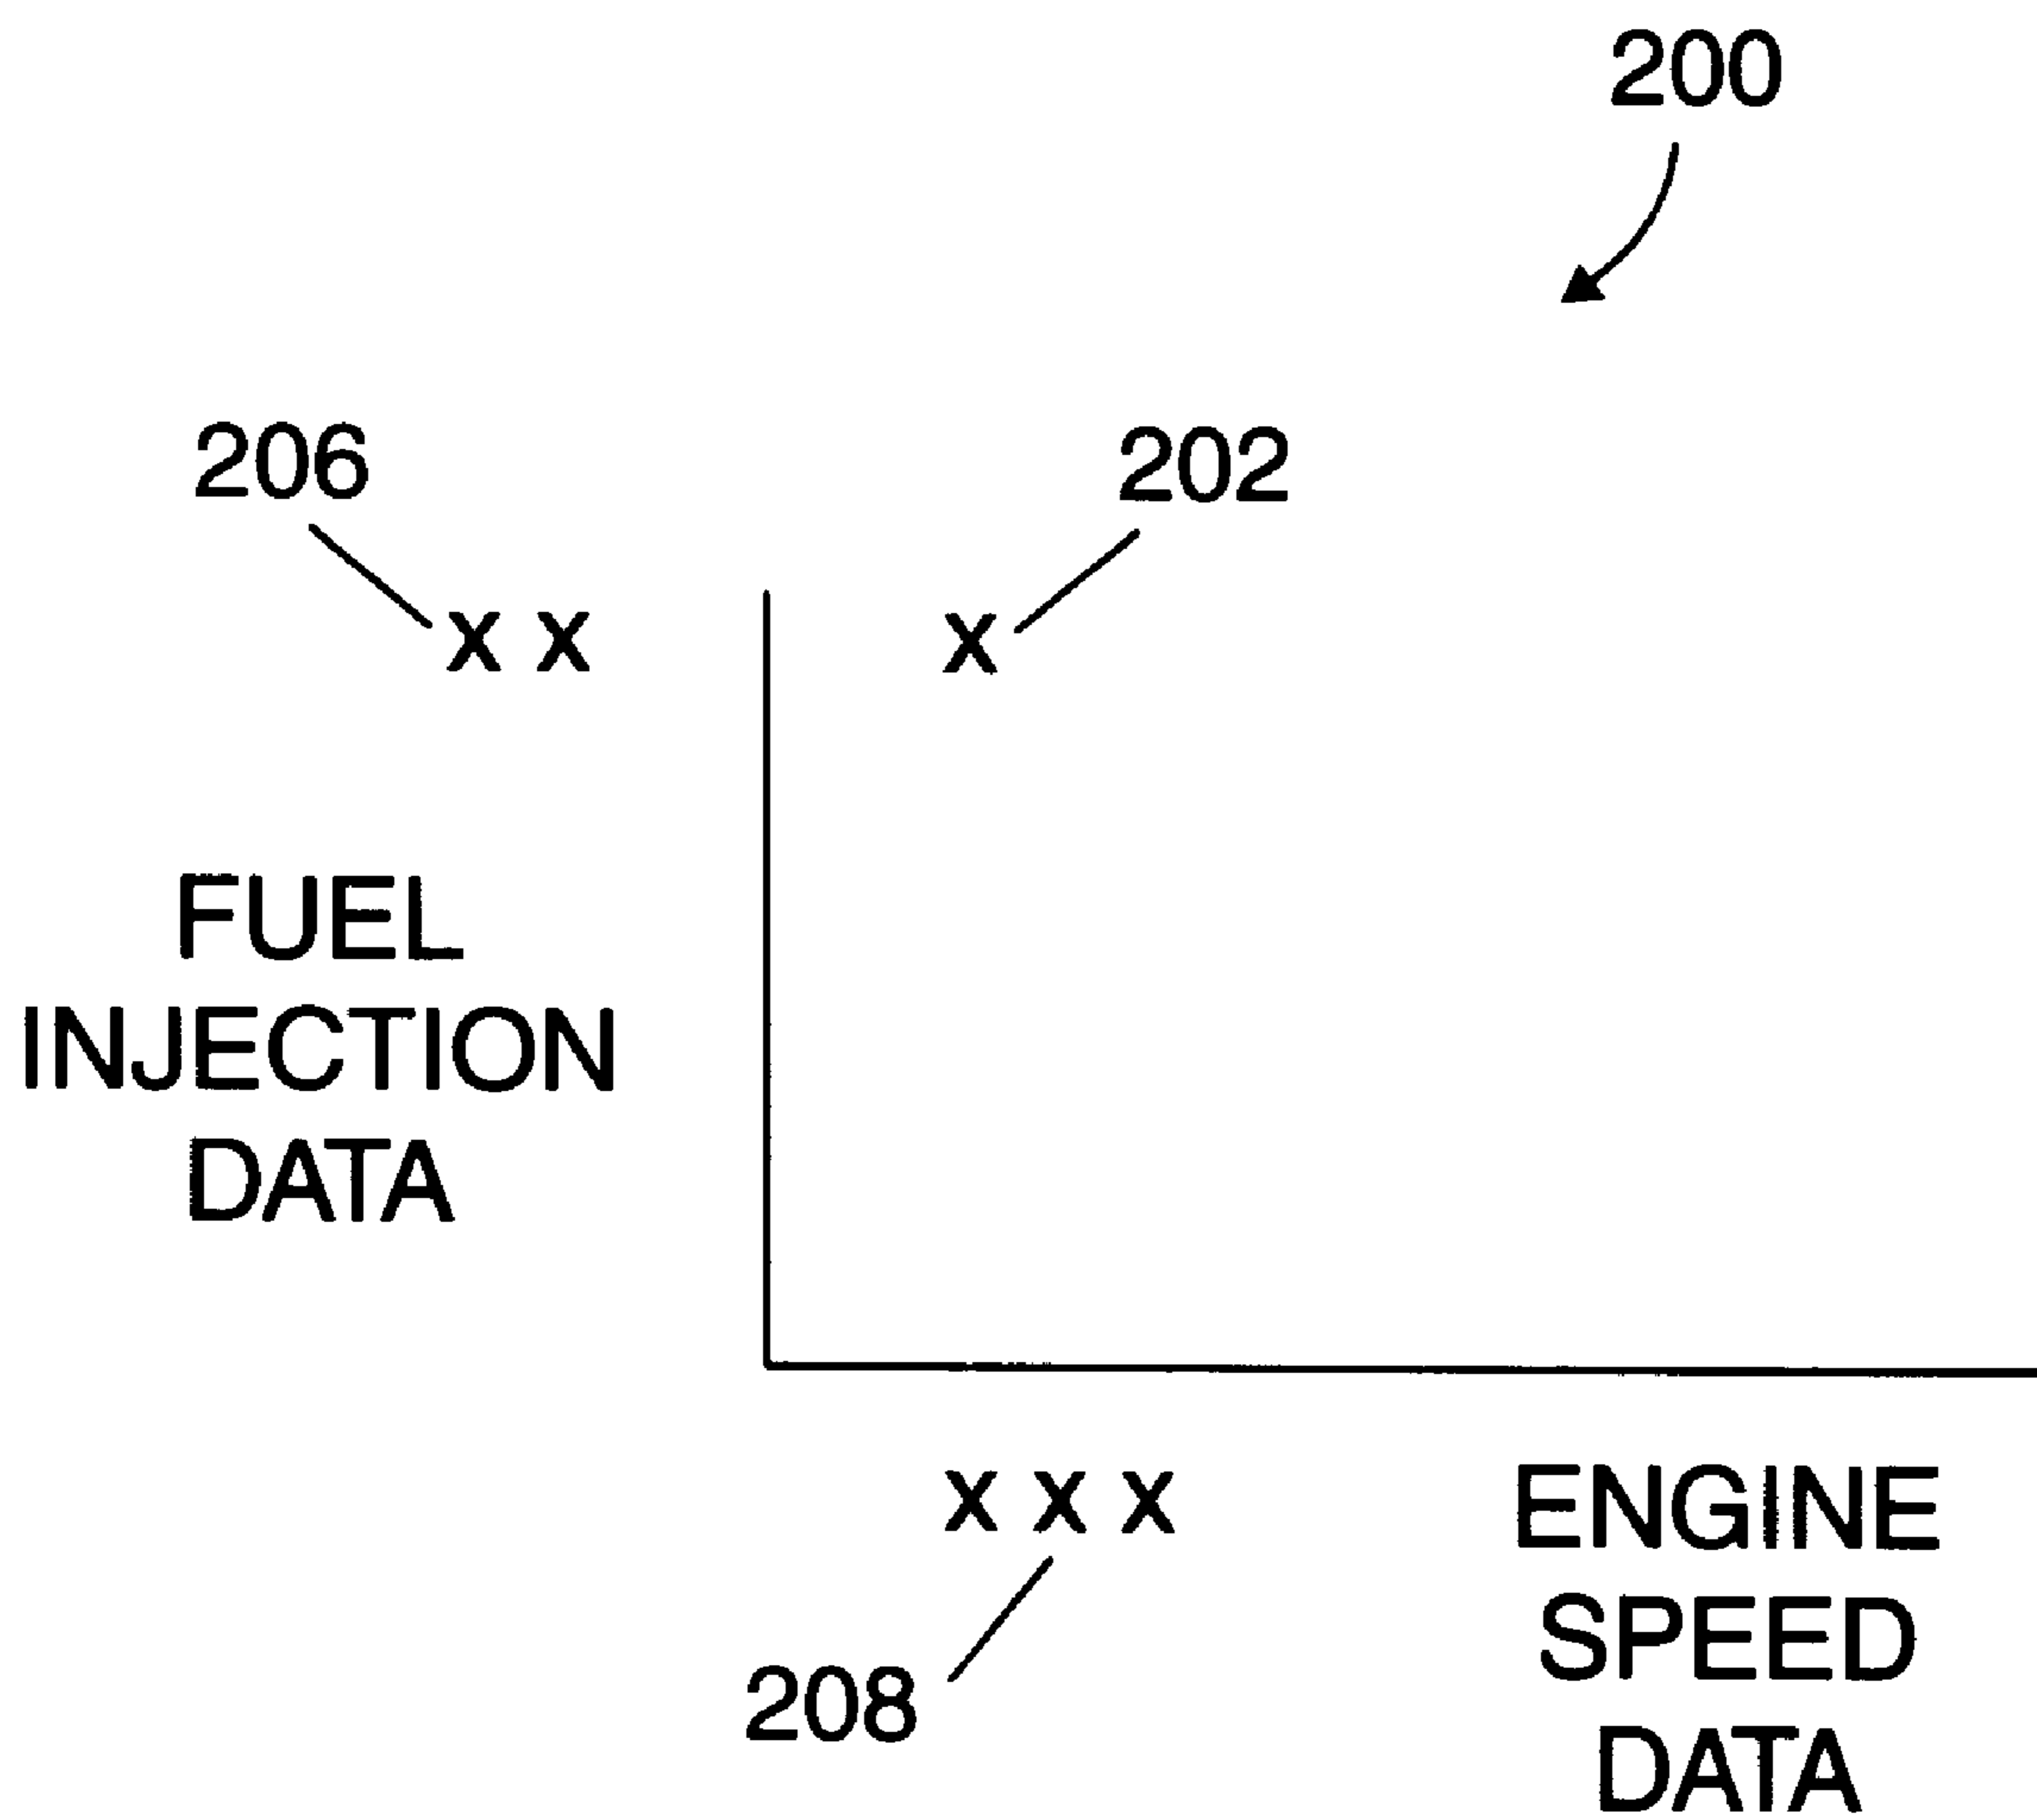 200
206
202
X X
X
FUEL
INJECTION
DATA
X X X
ENGINE
SPEED
DATA
208